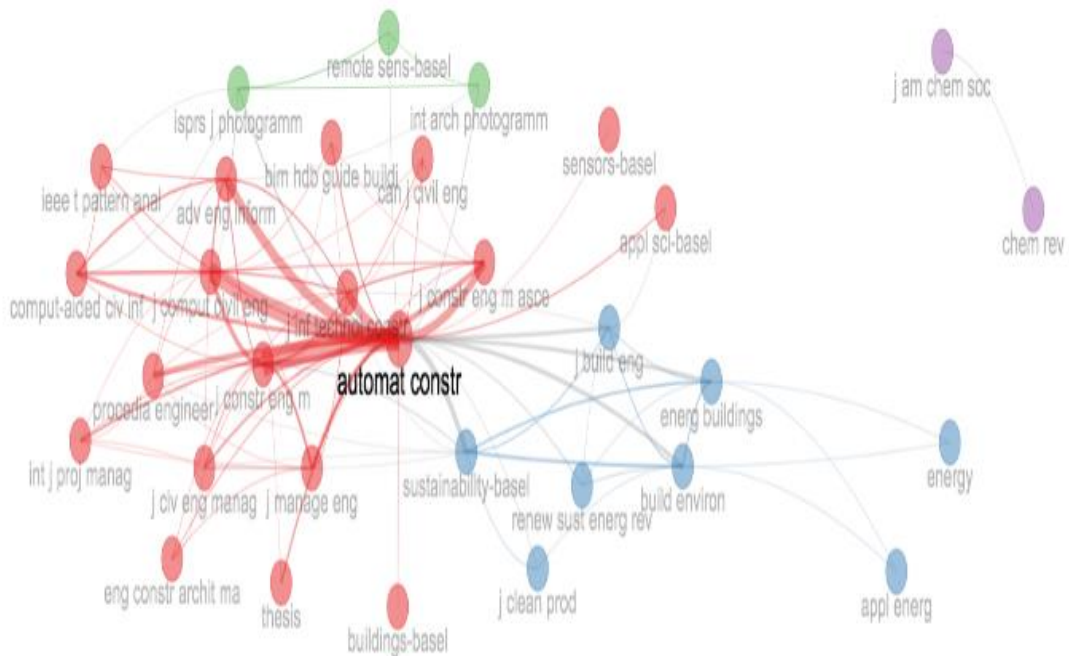 remote sens-basel
j am chem soc
isprs j photogramm
int arch photogramm
sensors-basel
bim hdb guide buildi
can j civil eng
ieee t pattern anal
adv eng inform
appl sci-basel
chem rev
comput-aided civ inf
j comput civil eng
j constr eng m asce
j inf technol constr
j build eng
automat constr
j constr eng m
procedia engineer
energ buildings
int j proj manag
j civ eng manag
j manage eng
sustainability-basel
build environ
energy
renew sust energ rev
eng constr archit ma
thesis
j clean prod
appl energ
buildings-basel